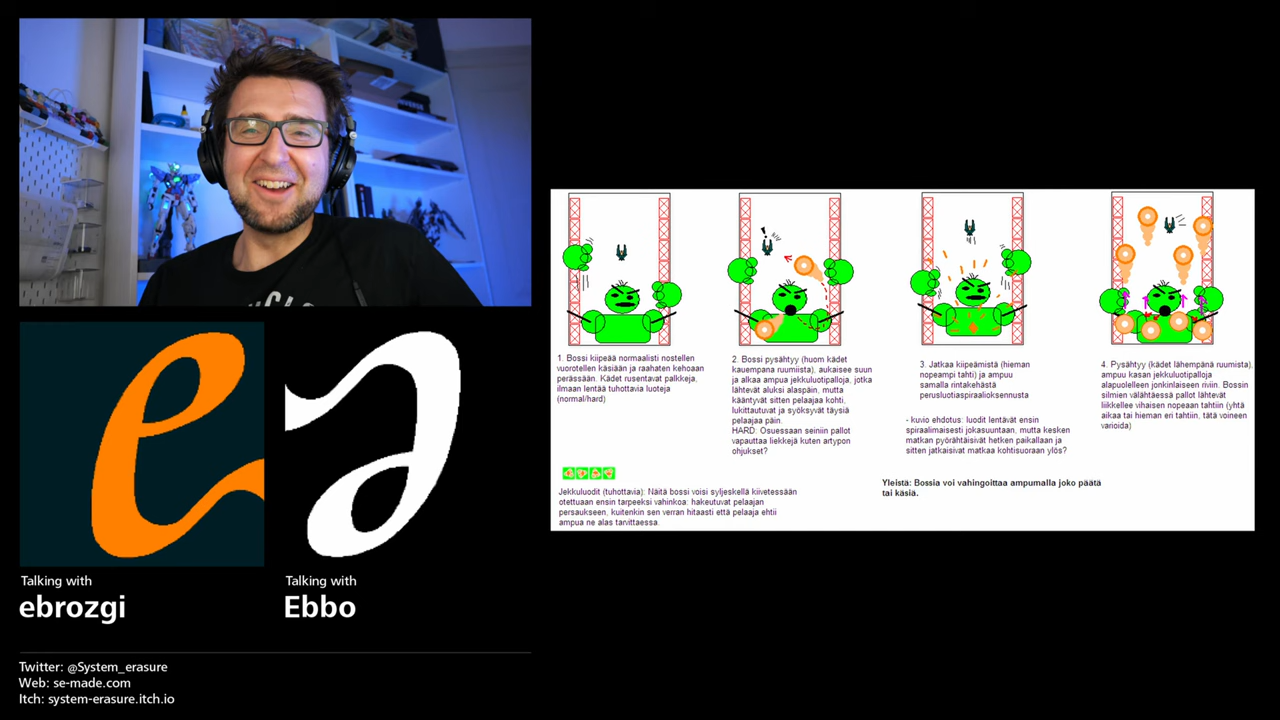 1. Bossi kiipeää normaalisti nostellen
vuorotellen käsiään ja raahaten kehoaan
perässään. Kädet rusentavat palkkeja,
ilmaan lentää tuhottavia luoteja
(normal/hard)
2. Bossi pysähtyy (huom kädet
kauempana ruumiista), aukaisee suun
ja alkaa ampua jekkuluotipalloja, jotka
lähtevät aluksi alaspäin, mutta
kääntyvät sitten pelaajaa kohti,
lukittautuvat ja syöksyvät täysiä
pelaajaa päin.
HARD: Osuessaan seiniin pallot
vapauttaa liekkejä kuten artypon
ohjukset?
3. Jatkaa kiipeämistä (hieman
nopeampi tahti) ja ampuu
samalla rintakehästä
perusluotiaspiraalioksennusta
- kuvio ehdotus: luodit lentävät ensin
spiraalimaisesti jokasuuntaan, mutta kesken
matkan pyörähtäisivät hetken paikallaan ja
sitten jatkaisivat matkaa kohtisuoraan ylös?
4. Pysähtyy (kädet lähempänä ruumista),
ampuu kasan jekkuluotipalloja
alapuolelleen jonkinlaiseen riviin. Bossin
silmien välähtäessä pallot lähtevät
liikkellee vihaisen nopeaan tahtiin (yhtä
aikaa tai hieman eri tahtiin, tätä voineen
varioida)
Jekkuluodit (tuhottavia): Näitä bossi voisi syljeskellä kiivetessään
otettuaan ensin tarpeeksi vahinkoa: hakeutuvat pelaajan
persaukseen, kuitenkin sen verran hitaasti että pelaaja ehtii
ampua ne alas tarvittaessa.
Yleistä: Bossia voi vahingoittaa ampumalla joko päätä
tai käsiä.
e
e
Talking with
ebrozgi
Talking with
Ebbo
Twitter: @System_erasure
Web: se-made.com
Itch: system-erasure.itch.io